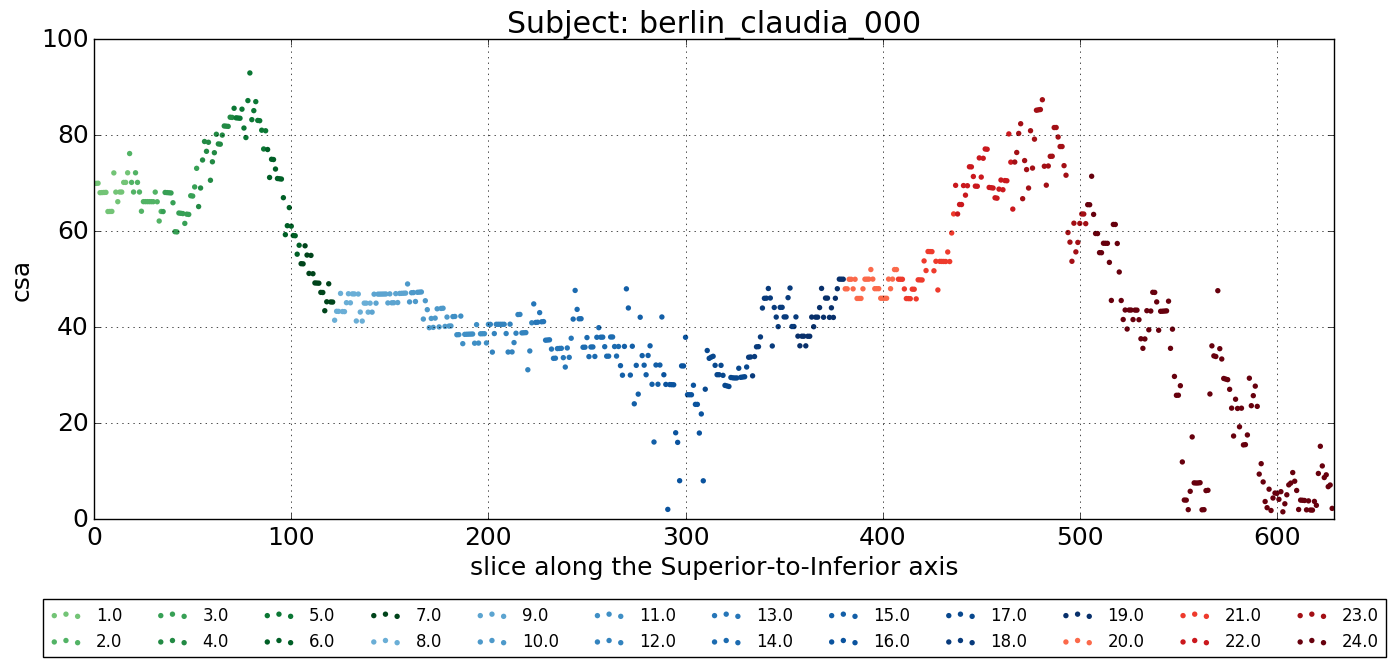 Subject: berlin_claudia_000
100
80
60
40
20
0
csa
0 100 200 300 400 500 600
slice along the Superior-to-Inferior axis
1.0 3.0 5.0 7.0 9.0 11.0 13.0 15.0 17.0 19.0 21.0 23.0
2.0 4.0 6.0 8.0 10.0 12.0 14.0 16.0 18.0 20.0 22.0 24.0